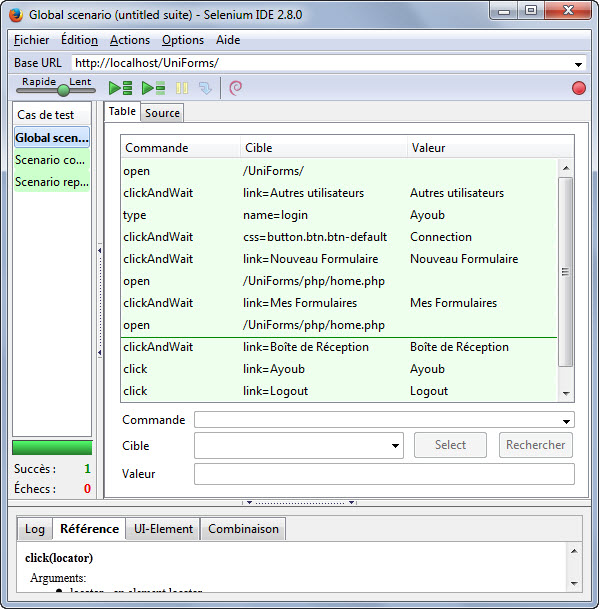 Global scenario (untitled suite) - Selenium IDE 2.8.0
Fichier Édition Actions Options Aide
Base URL http://localhost/UniForms/
Rapide Lent
Cas de test
Global scen...
Scenario co...
Scenario rep...
Table Source
Commande Cible Valeur
open /UniForms/
clickAndWait link=Autres utilisateurs Autres utilisateurs
type name=login Ayoub
clickAndWait css=button.btn.btn-default Connection
clickAndWait link=Nouveau Formulaire Nouveau Formulaire
open /UniForms/php/home.php
clickAndWait link=Mes Formulaires Mes Formulaires
open /UniForms/php/home.php
clickAndWait link=Boîte de Réception Boîte de Réception
click link=Ayoub Ayoub
click link=Logout Logout
Commande
Cible Select Rechercher
Valeur
Succès : 1
Échecs : 0
Log Référence UI-Element Combinaison
click(locator)
Arguments:
locator - an element locator